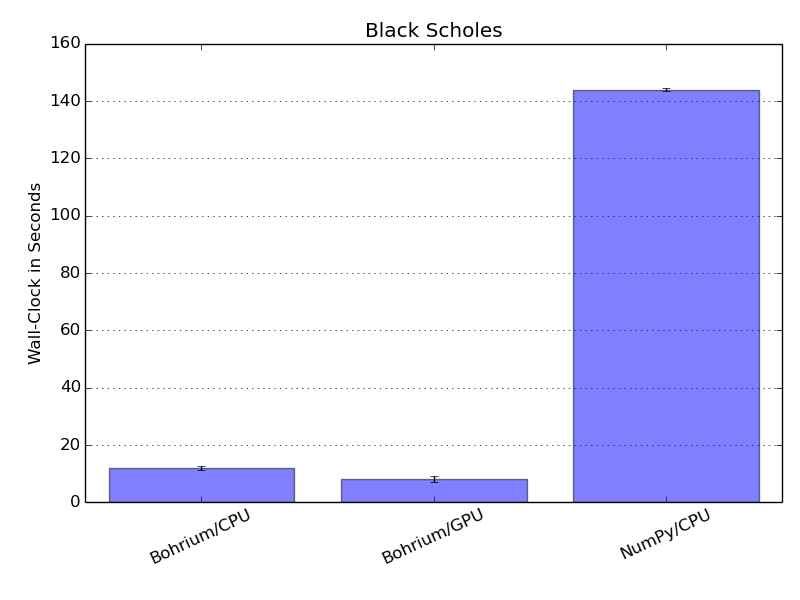 Black Scholes
Wall-Clock in Seconds
160
140
120
100
80
60
40
20
0
Bohrium/CPU
Bohrium/GPU
NumPy/CPU